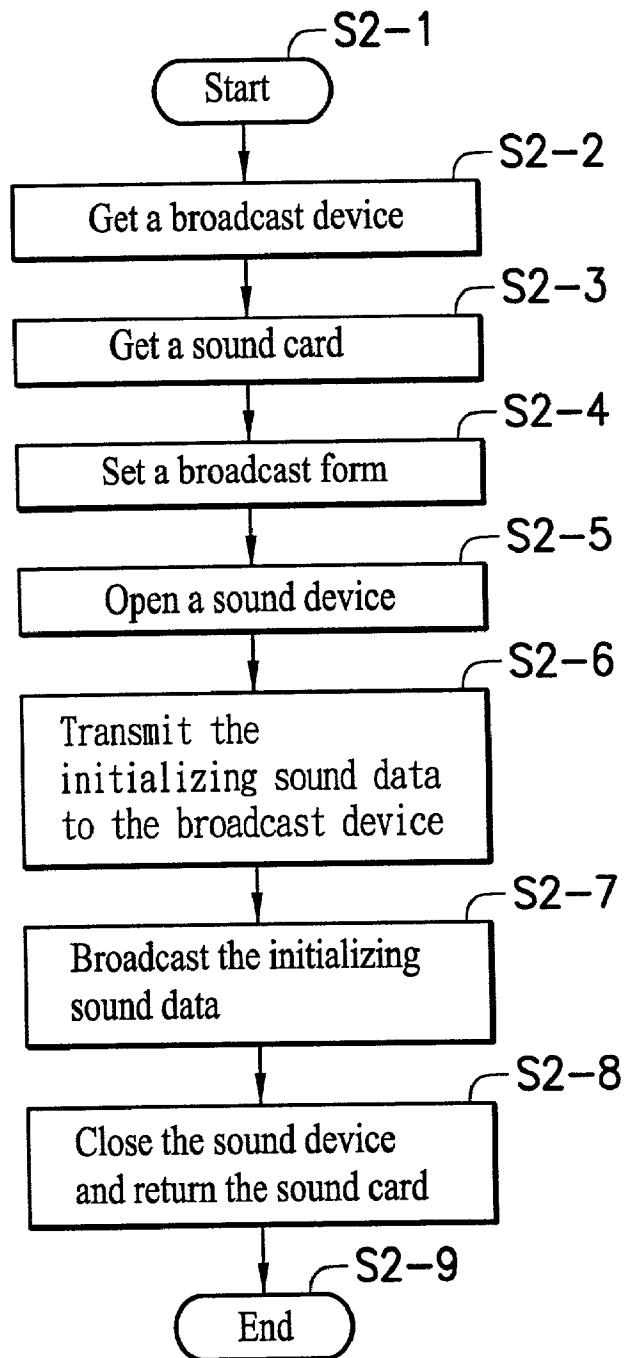 S2-1
Start
S2-2
Get a broadcast device
S2-3
Get a sound card
S2-4
Set a broadcast form
S2-5
Open a sound device
S2-6
Transmit the
initializing sound data
to the broadcast device
S2-7
Broadcast the initializing
sound data
S2-8
Close the sound device
and return the sound card
S2-9
End